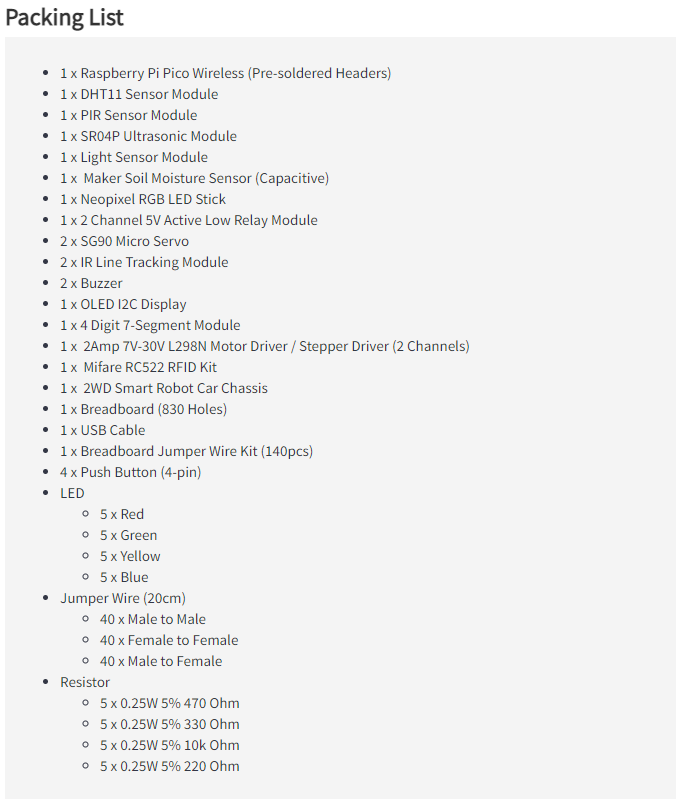 Packing List
1 x Raspberry Pi Pico Wireless (Pre-soldered Headers)
1 x DHT11 Sensor Module
1 x PIR Sensor Module
1 x SR04P Ultrasonic Module
1 x Light Sensor Module
1 x  Maker Soil Moisture Sensor (Capacitive)
1 x Neopixel RGB LED Stick
1 x 2 Channel 5V Active Low Relay Module
2 x SG90 Micro Servo
2 x IR Line Tracking Module
2 x Buzzer
1 x OLED I2C Display
1 x 4 Digit 7-Segment Module
1 x  2Amp 7V-30V L298N Motor Driver / Stepper Driver (2 Channels)
1 x  Mifare RC522 RFID Kit
1 x  2WD Smart Robot Car Chassis
1 x Breadboard (830 Holes)
1 x USB Cable
1 x Breadboard Jumper Wire Kit (140pcs)
4 x Push Button (4-pin)
LED
5 x Red
5 x Green
5 x Yellow
5 x Blue
Jumper Wire (20cm)
40 x Male to Male
40 x Female to Female
40 x Male to Female
Resistor
5 x 0.25W 5% 470 Ohm
5 x 0.25W 5% 330 Ohm
5 x 0.25W 5% 10k Ohm
5 x 0.25W 5% 220 Ohm